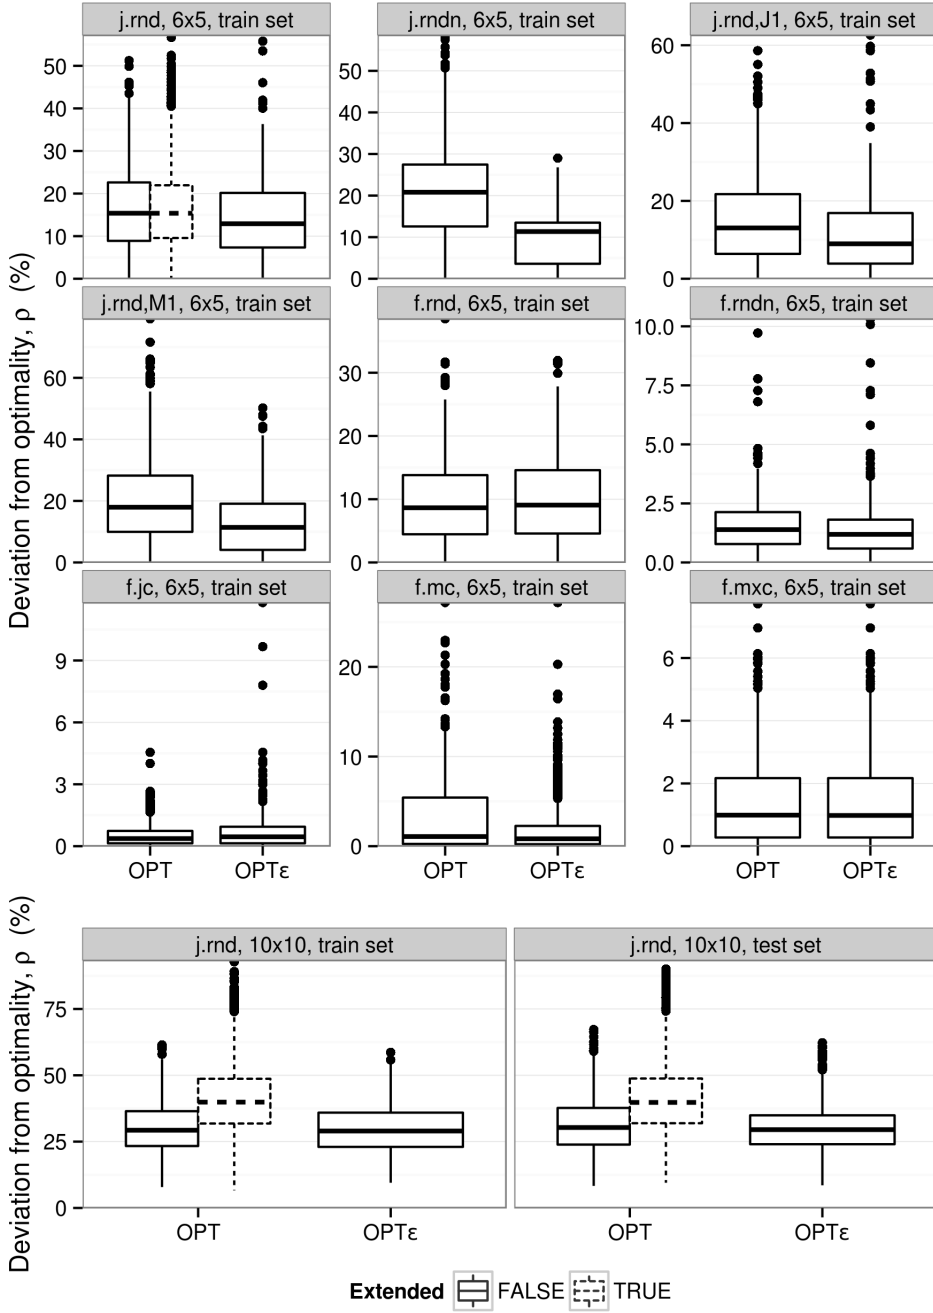 j.rnd, 6x5, train set
j.rndn, 6x5, train set
j.rnd,J1, 6x5, train set
50
40
30
20
10
0
50
40
30
20
10
0
60
40
20
0
j.rnd,M1, 6x5, train set
f.rnd, 6x5, train set
f.rndn, 6x5, train set
60
40
20
0
30
20
10
0
10.0
7.5
5.0
2.5
0.0
f.jc, 6x5, train set
f.mc, 6x5, train set
f.mxc, 6x5, train set
9
6
3
0
20
10
0
6
4
2
0
OPT
OPTε
OPT
OPTε
OPT
OPTε
Deviation from optimality, ρ (%)
j.rnd, 10x10, train set
j.rnd, 10x10, test set
75
50
25
0
OPT
OPTε
OPT
OPTε
Deviation from optimality, ρ (%)
Extended FALSE TRUE